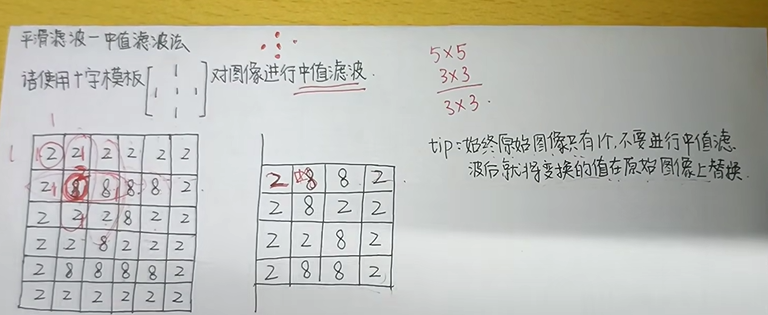 平滑滤波—中值滤波法
请使用十字模板[1 1 1 1 1]对图像进行中值滤波.
5×5
3×3
3×3.
tip:始终原始图像只有1个,不要进行中值滤
波后就将变换的值在原始图像上替换.
1
1 2 2 2 2 2 2
2 8 8 8 8 2
2 2 2 8 2 2
2 2 8 2 2 2
2 8 8 8 8 2
2 2 2 2 2 2
2 8 8 2
2 8 2 2
2 2 8 2
2 8 8 2